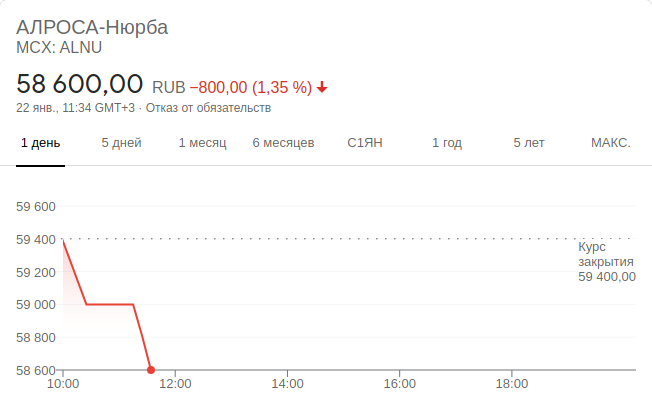 АЛРОСА-Нюрба
MCX: ALNU
58 600,00 RUB −800,00 (1,35 %)
22 янв., 11:34 GMT+3 · Отказ от обязательств
1 день 5 дней 1 месяц 6 месяцев С1ЯН 1 год 5 лет МАКС.
59 600
59 400
Курс
закрытия
59 400,00
59 200
59 000
58 800
58 600
10:00 12:00 14:00 16:00 18:00